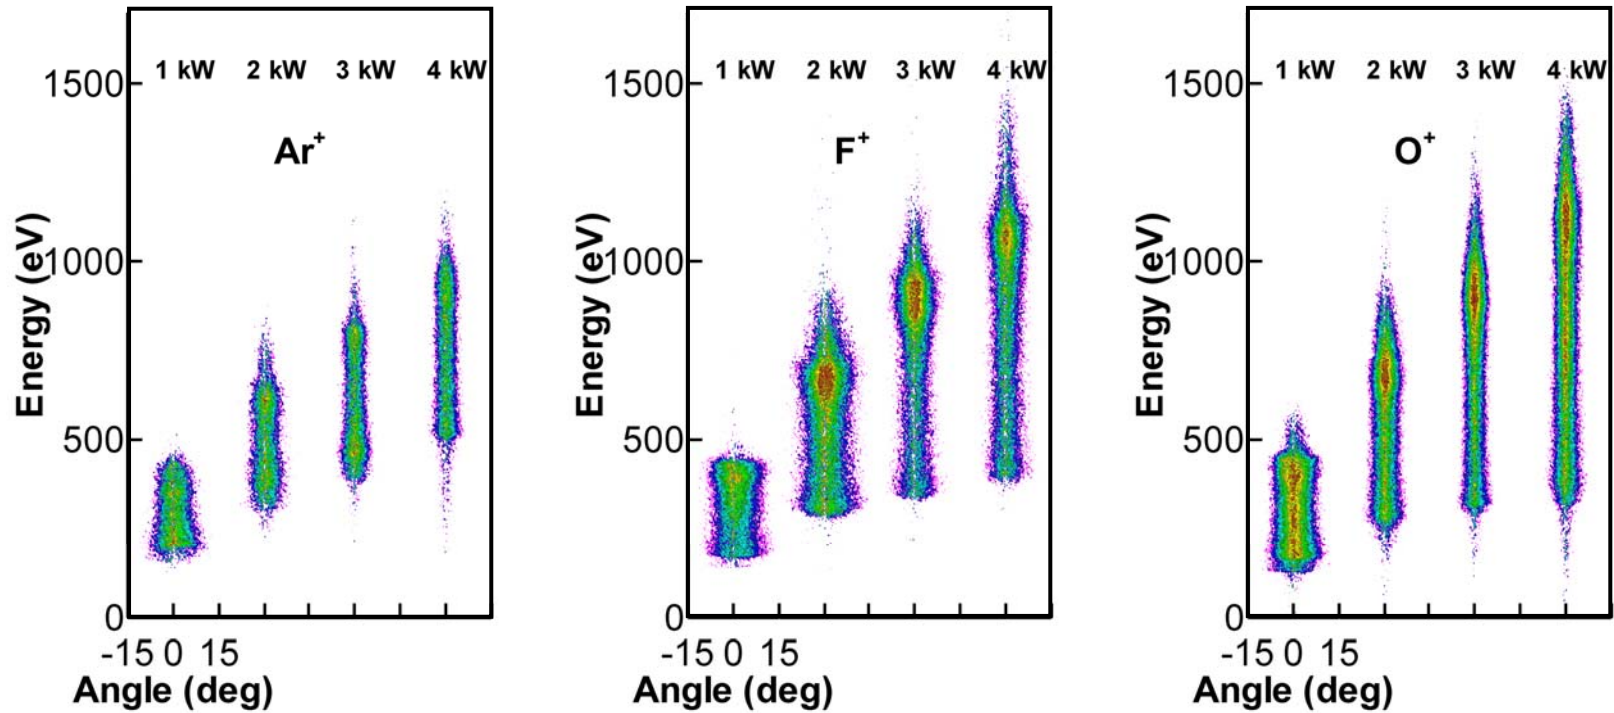 1500
1000
500
0
Energy (eV)
1 kW 2 kW 3 kW 4 kW
Ar+
-15 0 15
Angle (deg)
1500
1000
500
0
Energy (eV)
1 kW 2 kW 3 kW 4 kW
F+
-15 0 15
Angle (deg)
1500
1000
500
0
Energy (eV)
1 kW 2 kW 3 kW 4 kW
O+
-15 0 15
Angle (deg)